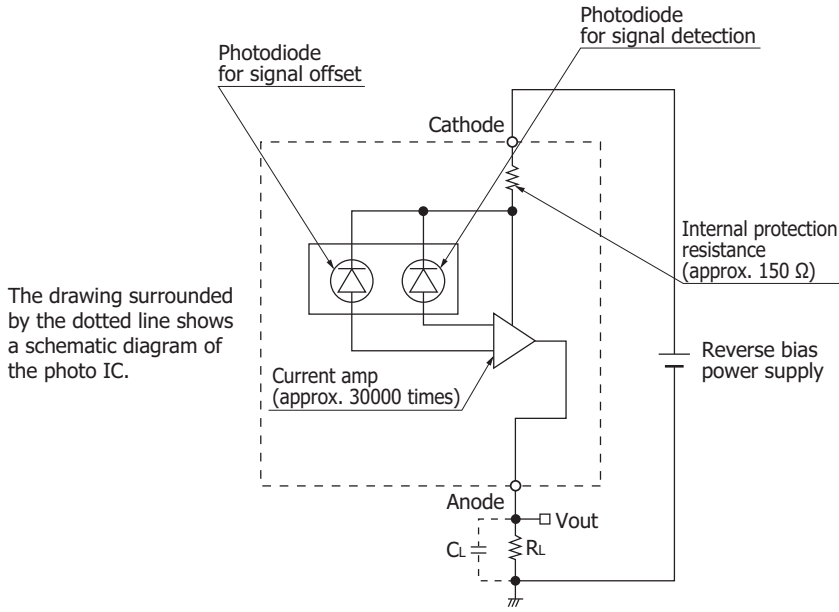 Photodiode
for signal detection
Photodiode
for signal offset
Cathode
Internal protection
resistance
(approx. 150 Ω)
The drawing surrounded
by the dotted line shows
a schematic diagram of
the photo IC.
Reverse bias
power supply
Current amp
(approx. 30000 times)
Anode
Vout
CL
RL